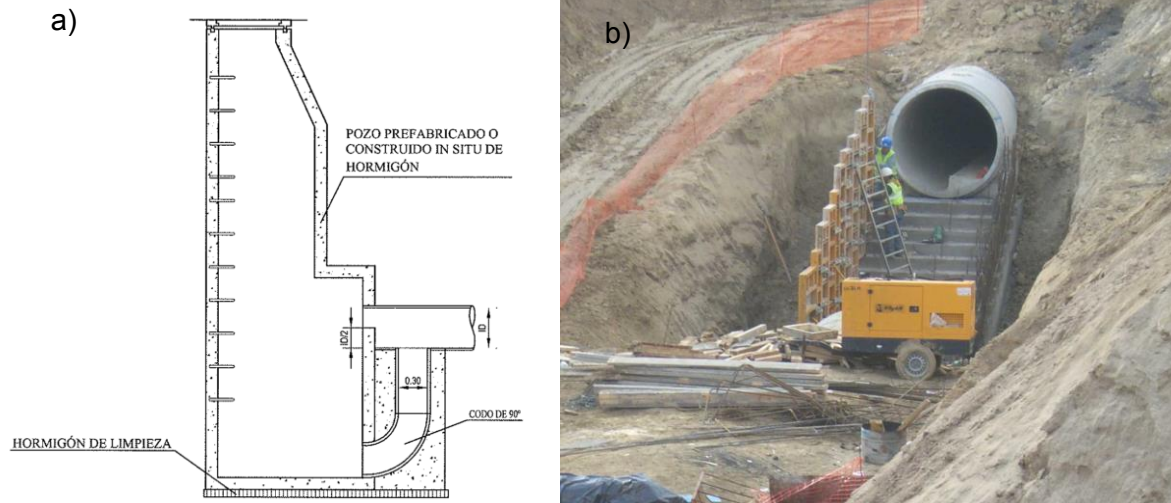 a)
POZO PREFABRICADO O
CONSTRUIDO IN SITU DE
HORMIGÓN
ID/2
ID
0.30
CODO DE 90º
HORMIGÓN DE LIMPIEZA
b)